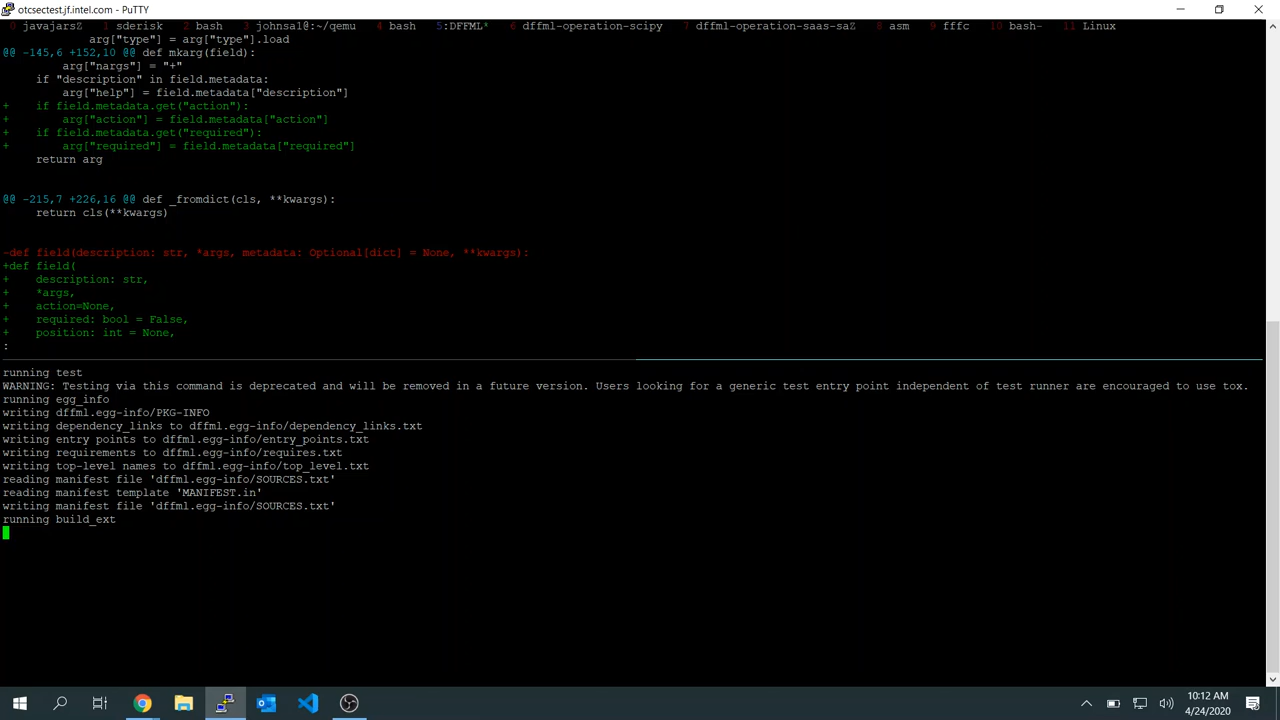 otcsectest.jf.intel.com - PuTTY
0 javajarsZ 1 sderisk 2 bash 3 johnsa1@:~/qemu 4 bash 5:DFFML* 6 dffml-operation-scipy 7 dffml-operation-saas-saZ 8 asm 9 fffc 10 bash- 11 Linux
arg["type"] = arg["type"].load
@@ -145,6 +152,10 @@ def mkarg(field):
arg["nargs"] = "+"
if "description" in field.metadata:
arg["help"] = field.metadata["description"]
+    if field.metadata.get("action"):
+        arg["action"] = field.metadata["action"]
+    if field.metadata.get("required"):
+        arg["required"] = field.metadata["required"]
return arg
@@ -215,7 +226,16 @@ def _fromdict(cls, **kwargs):
return cls(**kwargs)
-def field(description: str, *args, metadata: Optional[dict] = None, **kwargs):
+def field(
+    description: str,
+    *args,
+    action=None,
+    required: bool = False,
+    position: int = None,
:
running test
WARNING: Testing via this command is deprecated and will be removed in a future version. Users looking for a generic test entry point independent of test runner are encouraged to use tox.
running egg_info
writing dffml.egg-info/PKG-INFO
writing dependency_links to dffml.egg-info/dependency_links.txt
writing entry points to dffml.egg-info/entry_points.txt
writing requirements to dffml.egg-info/requires.txt
writing top-level names to dffml.egg-info/top_level.txt
reading manifest file 'dffml.egg-info/SOURCES.txt'
reading manifest template 'MANIFEST.in'
writing manifest file 'dffml.egg-info/SOURCES.txt'
running build_ext
10:12 AM
4/24/2020